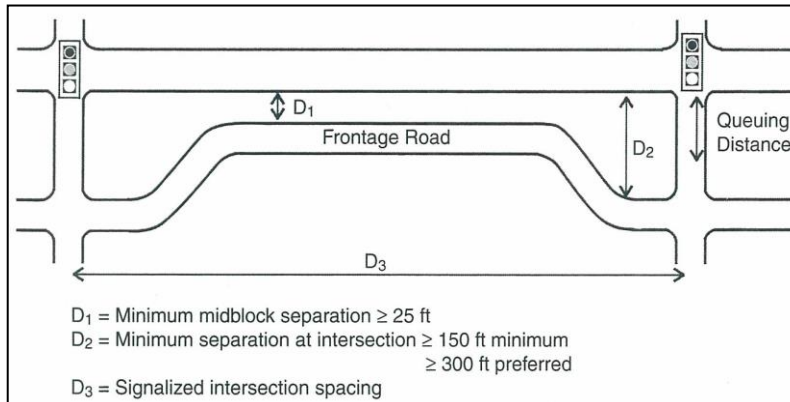 D1
Frontage Road
D2
Queuing
Distance
D3
D1 = Minimum midblock separation ≥ 25 ft
D2 = Minimum separation at intersection ≥ 150 ft minimum
≥ 300 ft preferred
D3 = Signalized intersection spacing